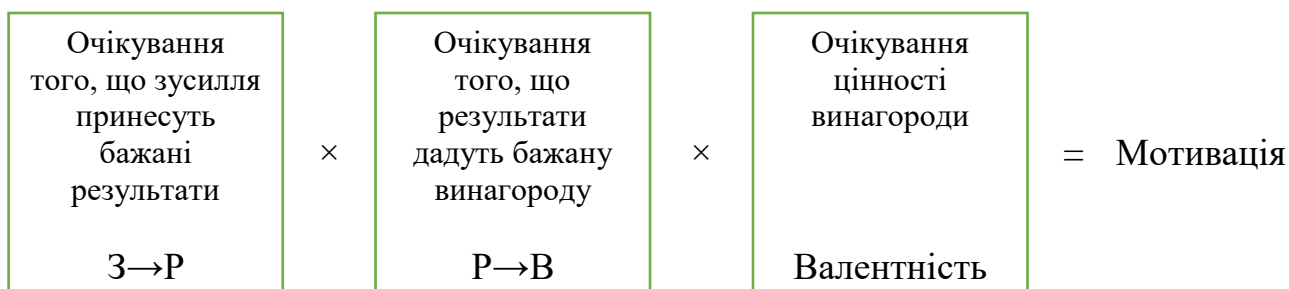 Очікування
того, що зусилля
принесуть
бажані
результати
З→Р
×
Очікування
того, що
результати
дадуть бажану
винагороду
Р→В
×
Очікування
цінності
винагороди
Валентність
= Мотивація